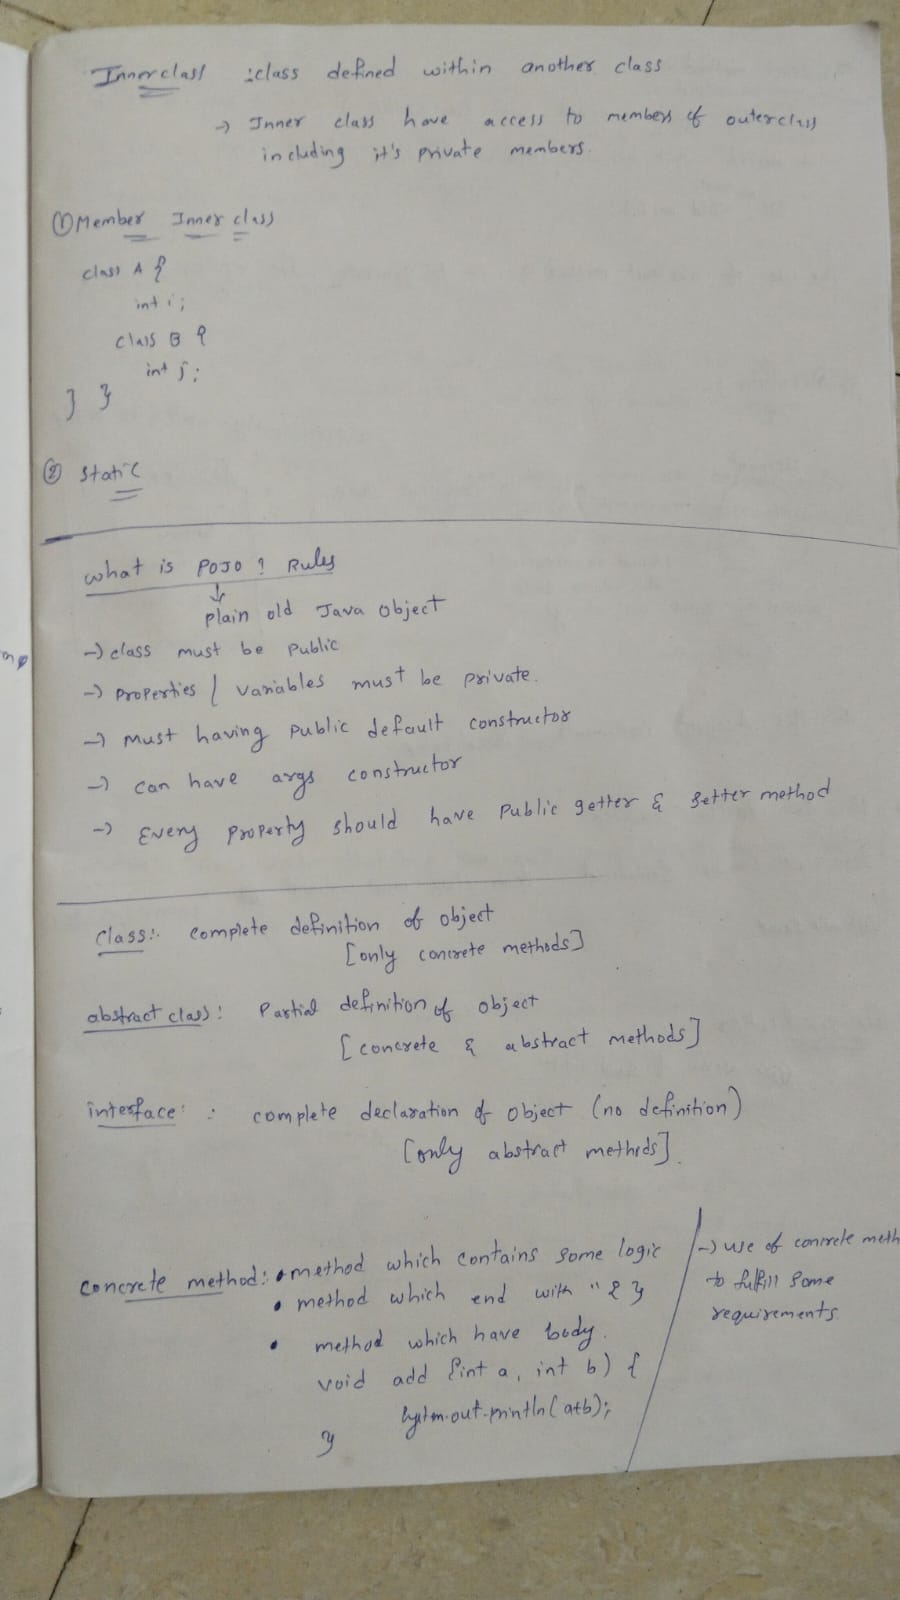 Innerclass :class defined within another class
→ Inner class have access to members of outerclass
including it's private members.
① Member Inner class
class A {
int i;
class B {
int j;
} }
② Static
what is POJO ? Rules
↓
plain old Java object
→ class must be public
→ properties / variables must be private.
→ Must having public default constructor
→ can have args constructor
→ Every property should have public getter & setter method
class:. complete definition of object
[only concrete methods]
abstract class : Partial definition of object
[concrete & abstract methods]
interface : complete declaration of object (no definition)
[only abstract methods].
concrete method: • method which contains some logic
• method which end with " { }
• method which have body.
void add (int a, int b) {
System.out.println(a+b);
}
→ use of concrete meth
to fulfill some
requirements.